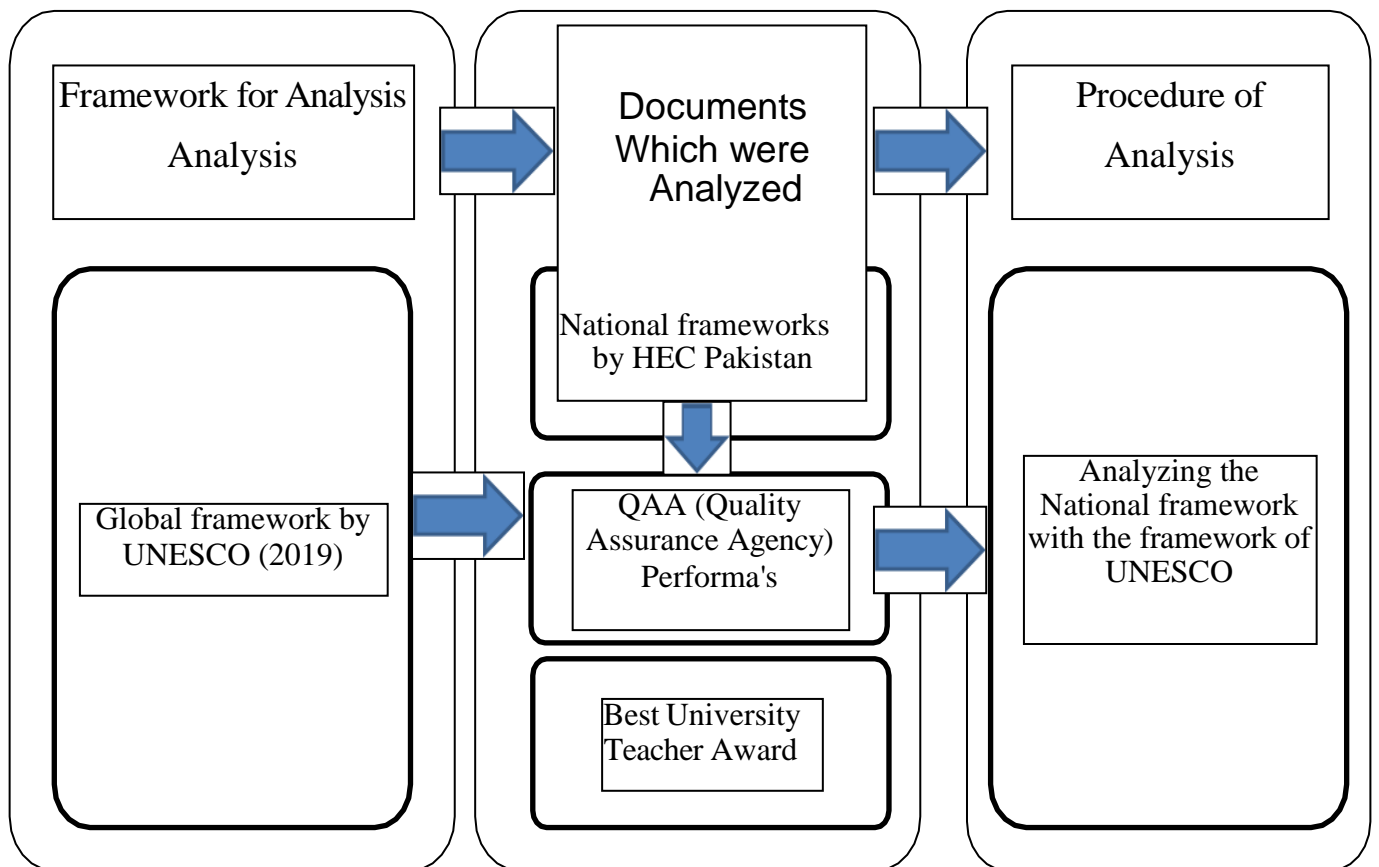 Framework for Analysis
Analysis
Documents
Which were
Analyzed
Procedure of
Analysis
Global framework by
UNESCO (2019)
National frameworks
by HEC Pakistan
QAA (Quality
Assurance Agency)
Performa's
Best University
Teacher Award
Analyzing the
National framework
with the framework of
UNESCO